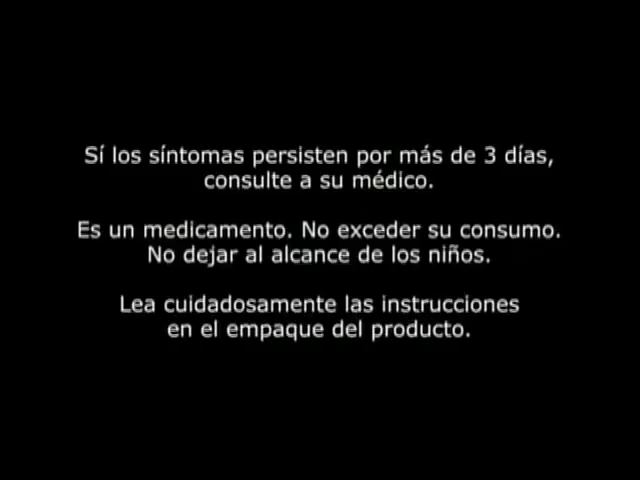 Sí los síntomas persisten por más de 3 días,
consulte a su médico.
Es un medicamento. No exceder su consumo.
No dejar al alcance de los niños.
Lea cuidadosamente las instrucciones
en el empaque del producto.